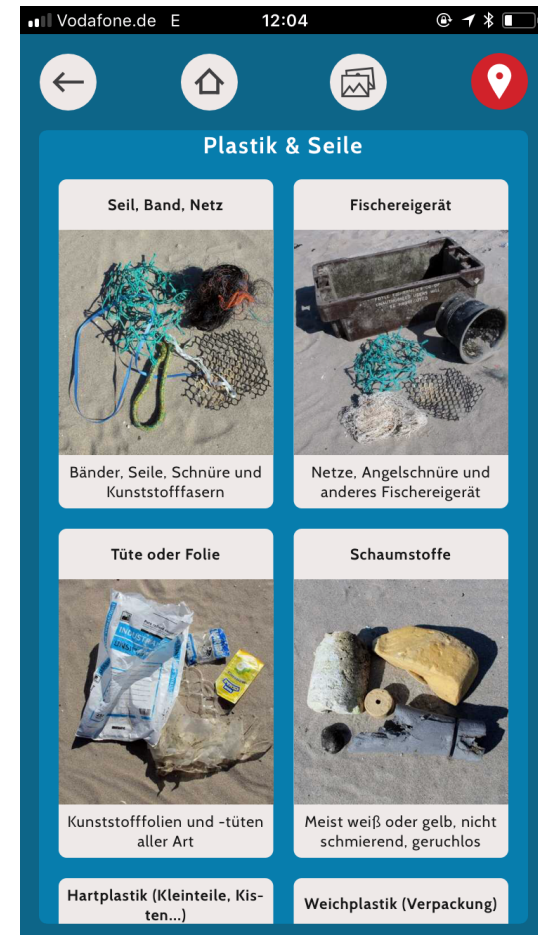 Vodafone.de E 12:04
Plastik & Seile
Seil, Band, Netz
Fischereigerät
Bänder, Seile, Schnüre und
Kunststofffasern
Netze, Angelschnüre und
anderes Fischereigerät
Tüte oder Folie
Schaumstoffe
INDUSTRI
Kunststofffolien und -tüten
aller Art
Meist weiß oder gelb, nicht
schmierend, geruchlos
Hartplastik (Kleinteile, Kis-
ten...)
Weichplastik (Verpackung)